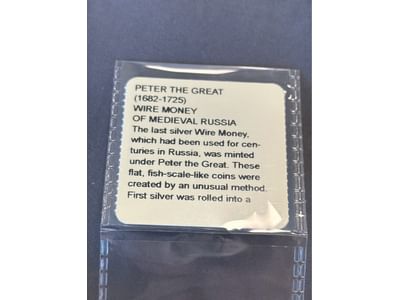 PETER THE GREAT
(1682-1725)
WIRE MONEY
OF MEDIEVAL RUSSIA
The last silver Wire Money,
which had been used for cen-
turies in Russia, was minted
under Peter the Great. These
flat, fish-scale-like coins were
created by an unusual method.
First silver was rolled into a